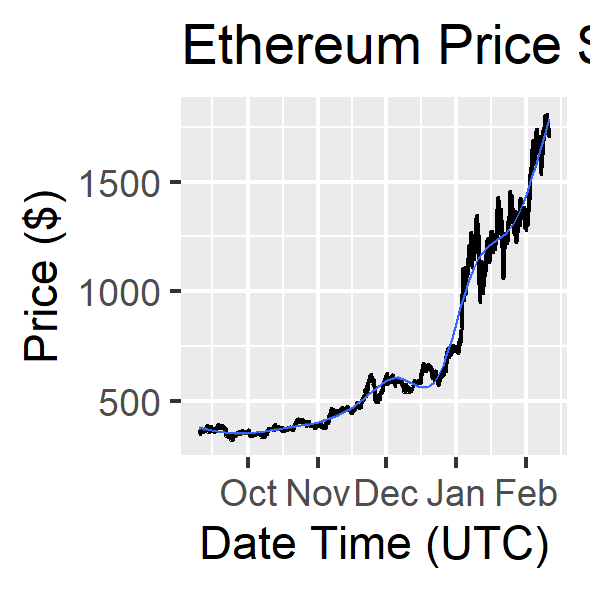 Ethereum Price
Price ($)
1500
1000
500
Oct Nov Dec Jan Feb
Date Time (UTC)